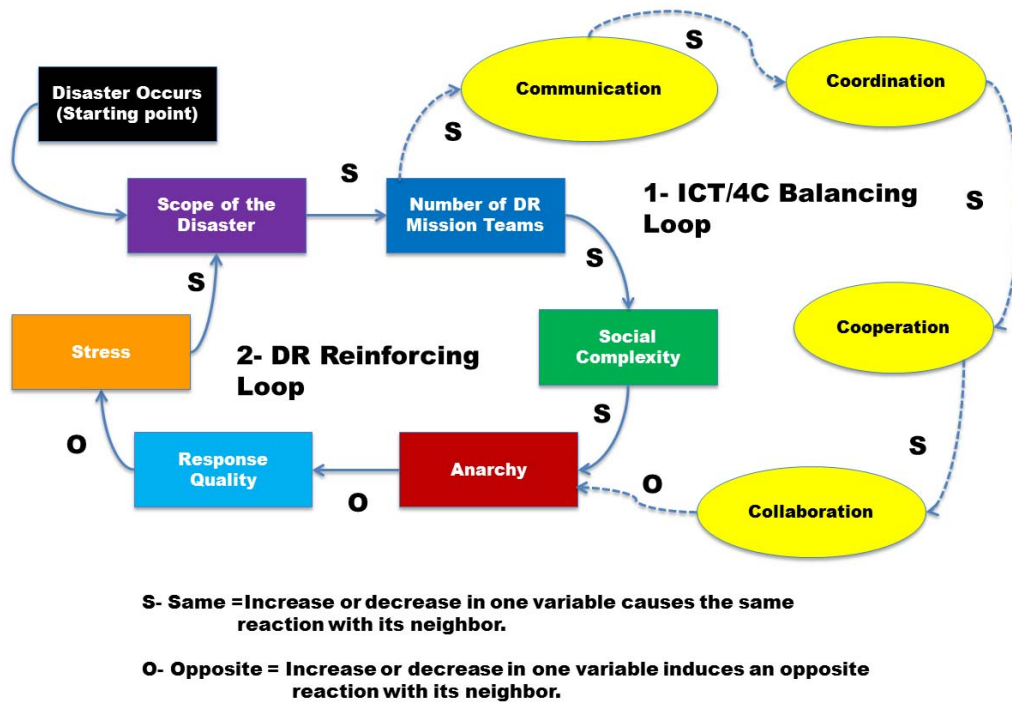 Disaster Occurs
(Starting point)
Communication
S
Coordination
S
S
Scope of the
Disaster
Number of DR
Mission Teams
1- ICT/4C Balancing
Loop
S
S
S
Stress
2- DR Reinforcing
Loop
Social
Complexity
Cooperation
S
O
Response
Quality
O
Anarchy
O
S
Collaboration
S- Same =Increase or decrease in one variable causes the same
reaction with its neighbor.
O- Opposite = Increase or decrease in one variable induces an opposite
reaction with its neighbor.